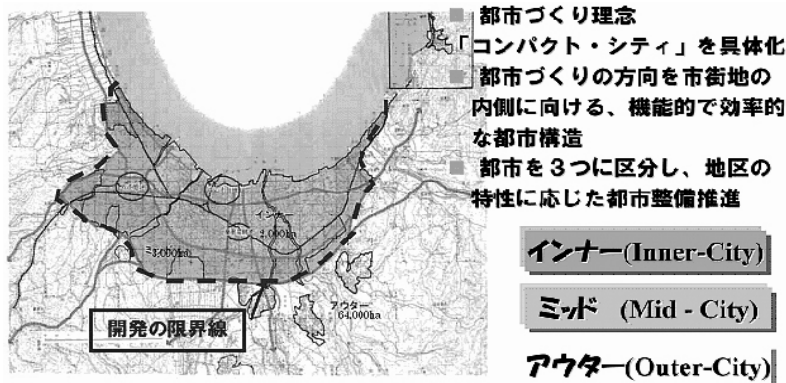 都市づくり理念
「コンパクト・シティ」を具体化
都市づくりの方向を市街地の
内側に向ける、機能的で効率的
な都市構造
都市を３つに区分し、地区の
特性に応じた都市整備推進
インナー
2,000ha
アウター
64,000ha
開発の限界線
インナー(Inner-City)
ミッド (Mid - City)
アウター(Outer-City)